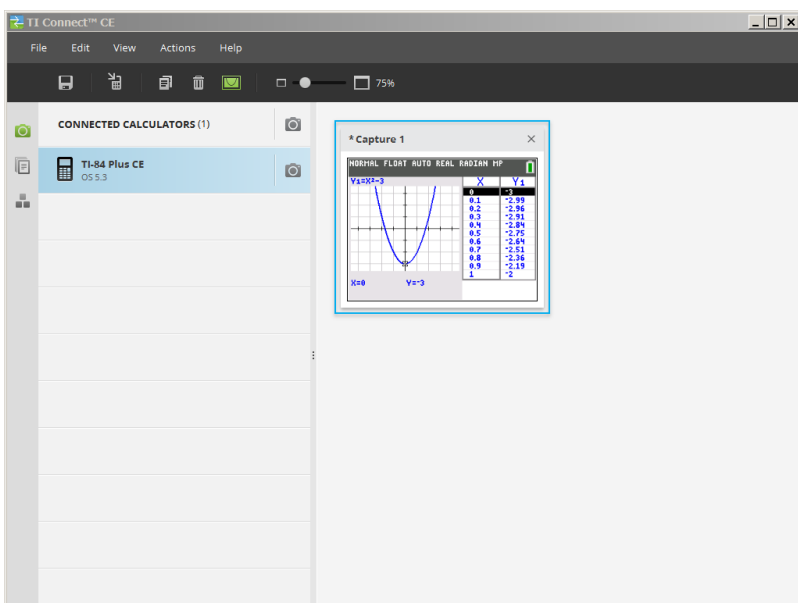 TI Connect™ CE
File Edit View Actions Help
75%
CONNECTED CALCULATORS (1)
TI-84 Plus CE
OS 5.3
*Capture 1
NORMAL FLOAT AUTO REAL RADIAN MP
Y1=X²-3
X Y1
0 -3
0.1 -2.99
0.2 -2.96
0.3 -2.91
0.4 -2.84
0.5 -2.75
0.6 -2.64
0.7 -2.51
0.8 -2.36
0.9 -2.19
1 -2
X=0 Y=-3